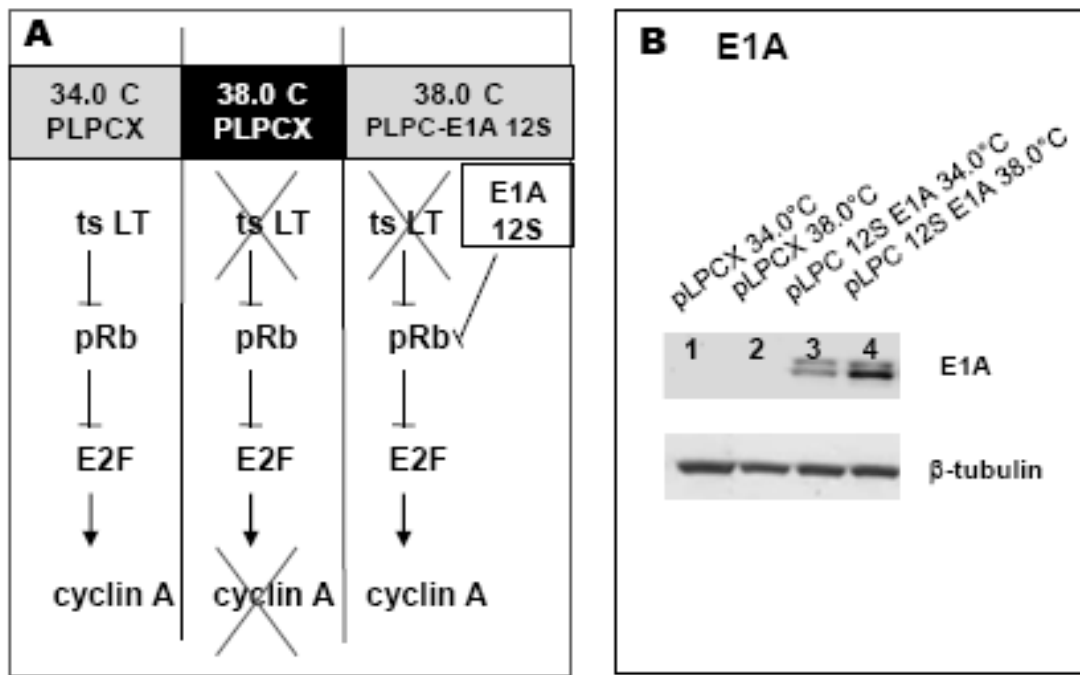 A
34.0 C
PLPCX
38.0 C
PLPCX
38.0 C
PLPC-E1A 12S
ts LT
pRb
E2F
cyclin A
ts LT
pRb
E2F
cyclin A
ts LT
E1A
12S
pRb
E2F
cyclin A
B
E1A
pLPCX 34.0°C
pLPCX 38.0°C
pLPC 12S E1A 34.0°C
pLPC 12S E1A 38.0°C
1 2 3 4
E1A
β-tubulin